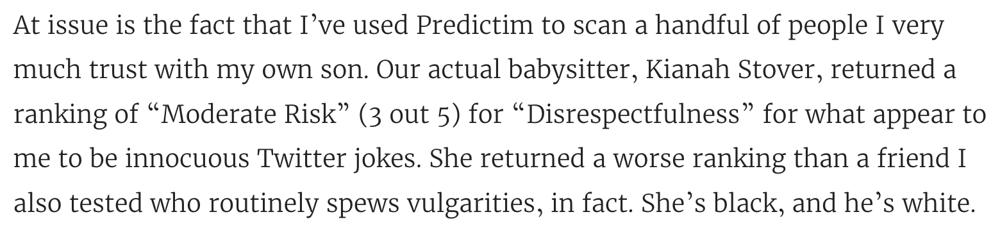 At issue is the fact that I’ve used Predictim to scan a handful of people I very
much trust with my own son. Our actual babysitter, Kianah Stover, returned a
ranking of “Moderate Risk” (3 out 5) for “Disrespectfulness” for what appear to
me to be innocuous Twitter jokes. She returned a worse ranking than a friend I
also tested who routinely spews vulgarities, in fact. She’s black, and he’s white.